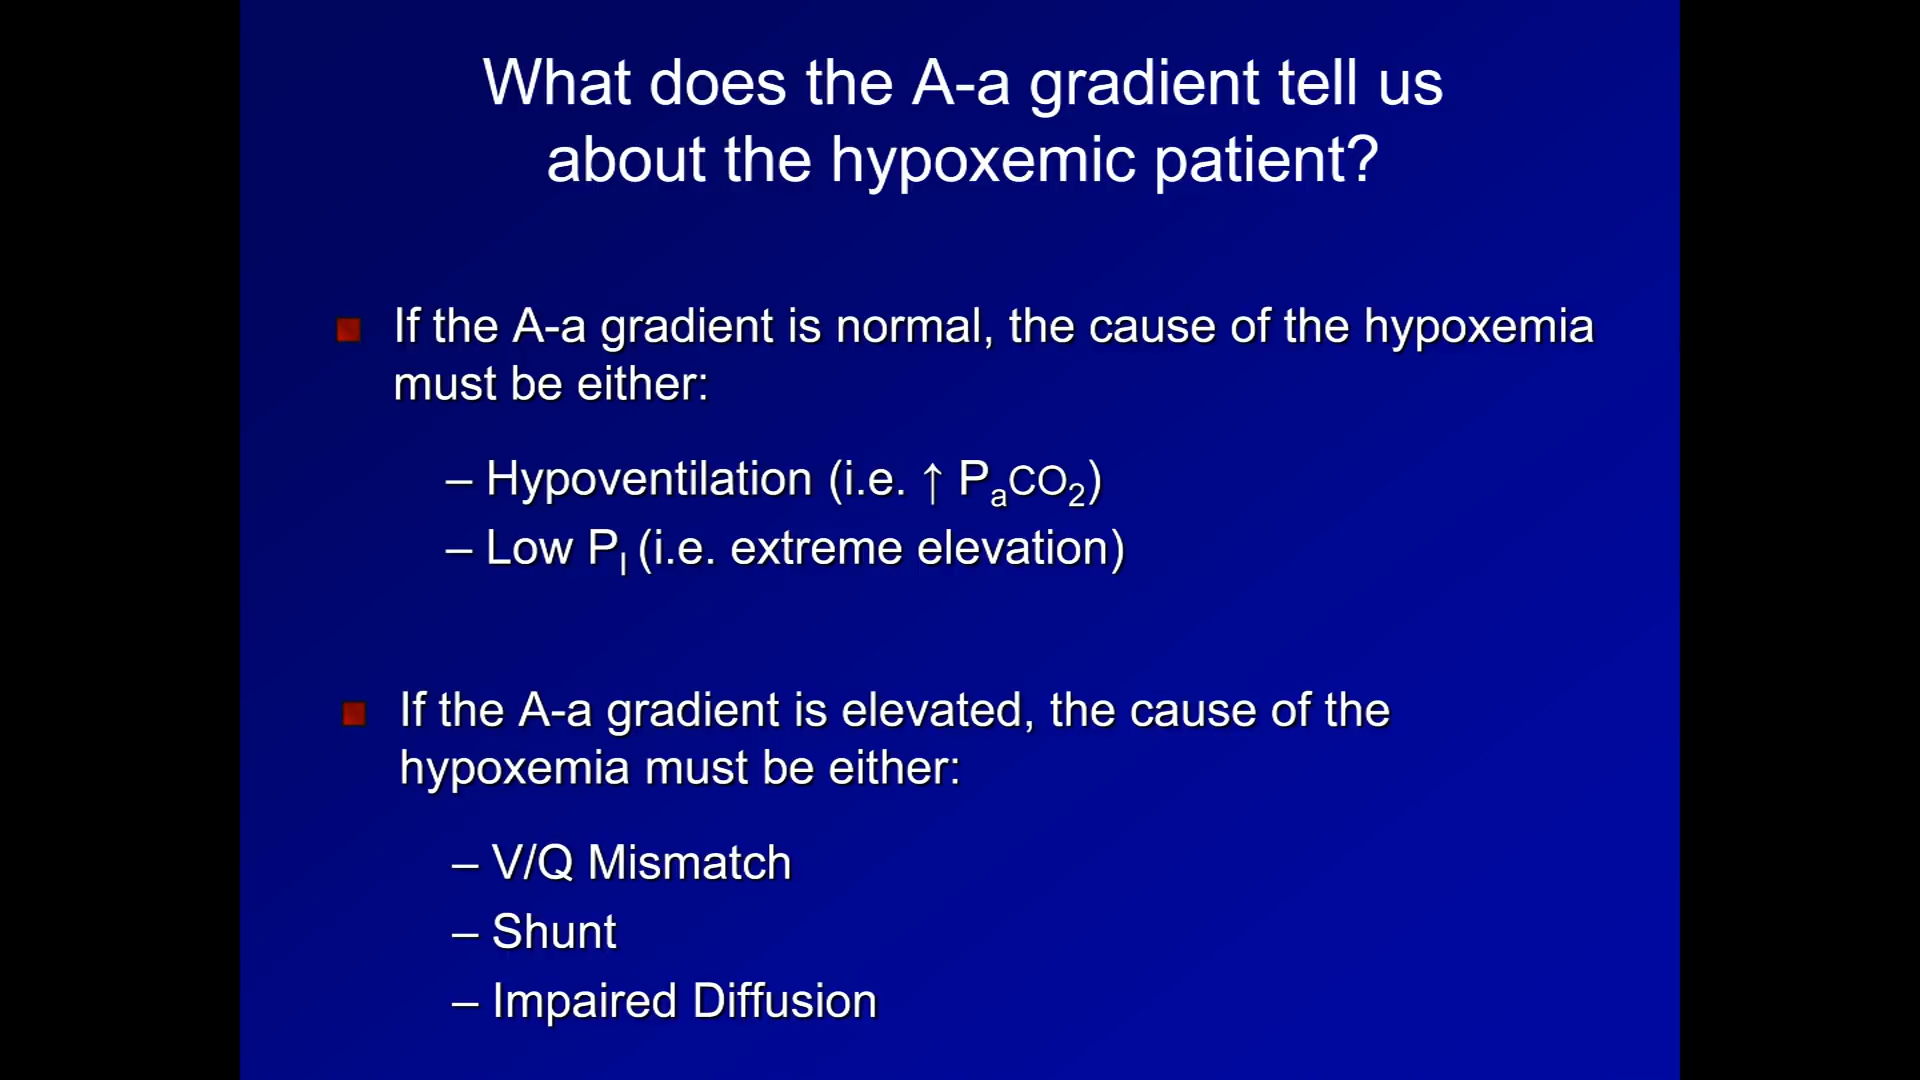 What does the A-a gradient tell us
about the hypoxemic patient?
If the A-a gradient is normal, the cause of the hypoxemia
must be either:
– Hypoventilation (i.e. ↑ PaCO2)
– Low PI (i.e. extreme elevation)
If the A-a gradient is elevated, the cause of the
hypoxemia must be either:
– V/Q Mismatch
– Shunt
– Impaired Diffusion